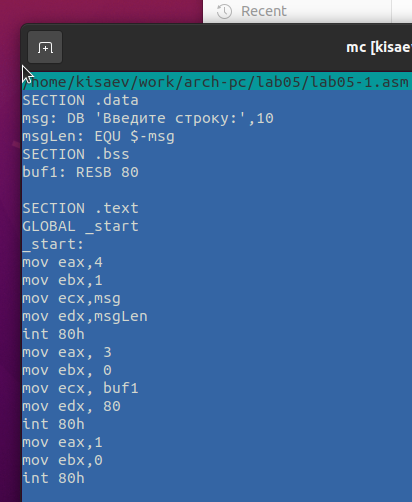 Recent
mc [kisaev
/home/kisaev/work/arch-pc/lab05/lab05-1.asm
SECTION .data
msg: DB 'Введите строку:',10
msgLen: EQU $-msg
SECTION .bss
buf1: RESB 80
SECTION .text
GLOBAL _start
_start:
mov eax,4
mov ebx,1
mov ecx,msg
mov edx,msgLen
int 80h
mov eax, 3
mov ebx, 0
mov ecx, buf1
mov edx, 80
int 80h
mov eax,1
mov ebx,0
int 80h